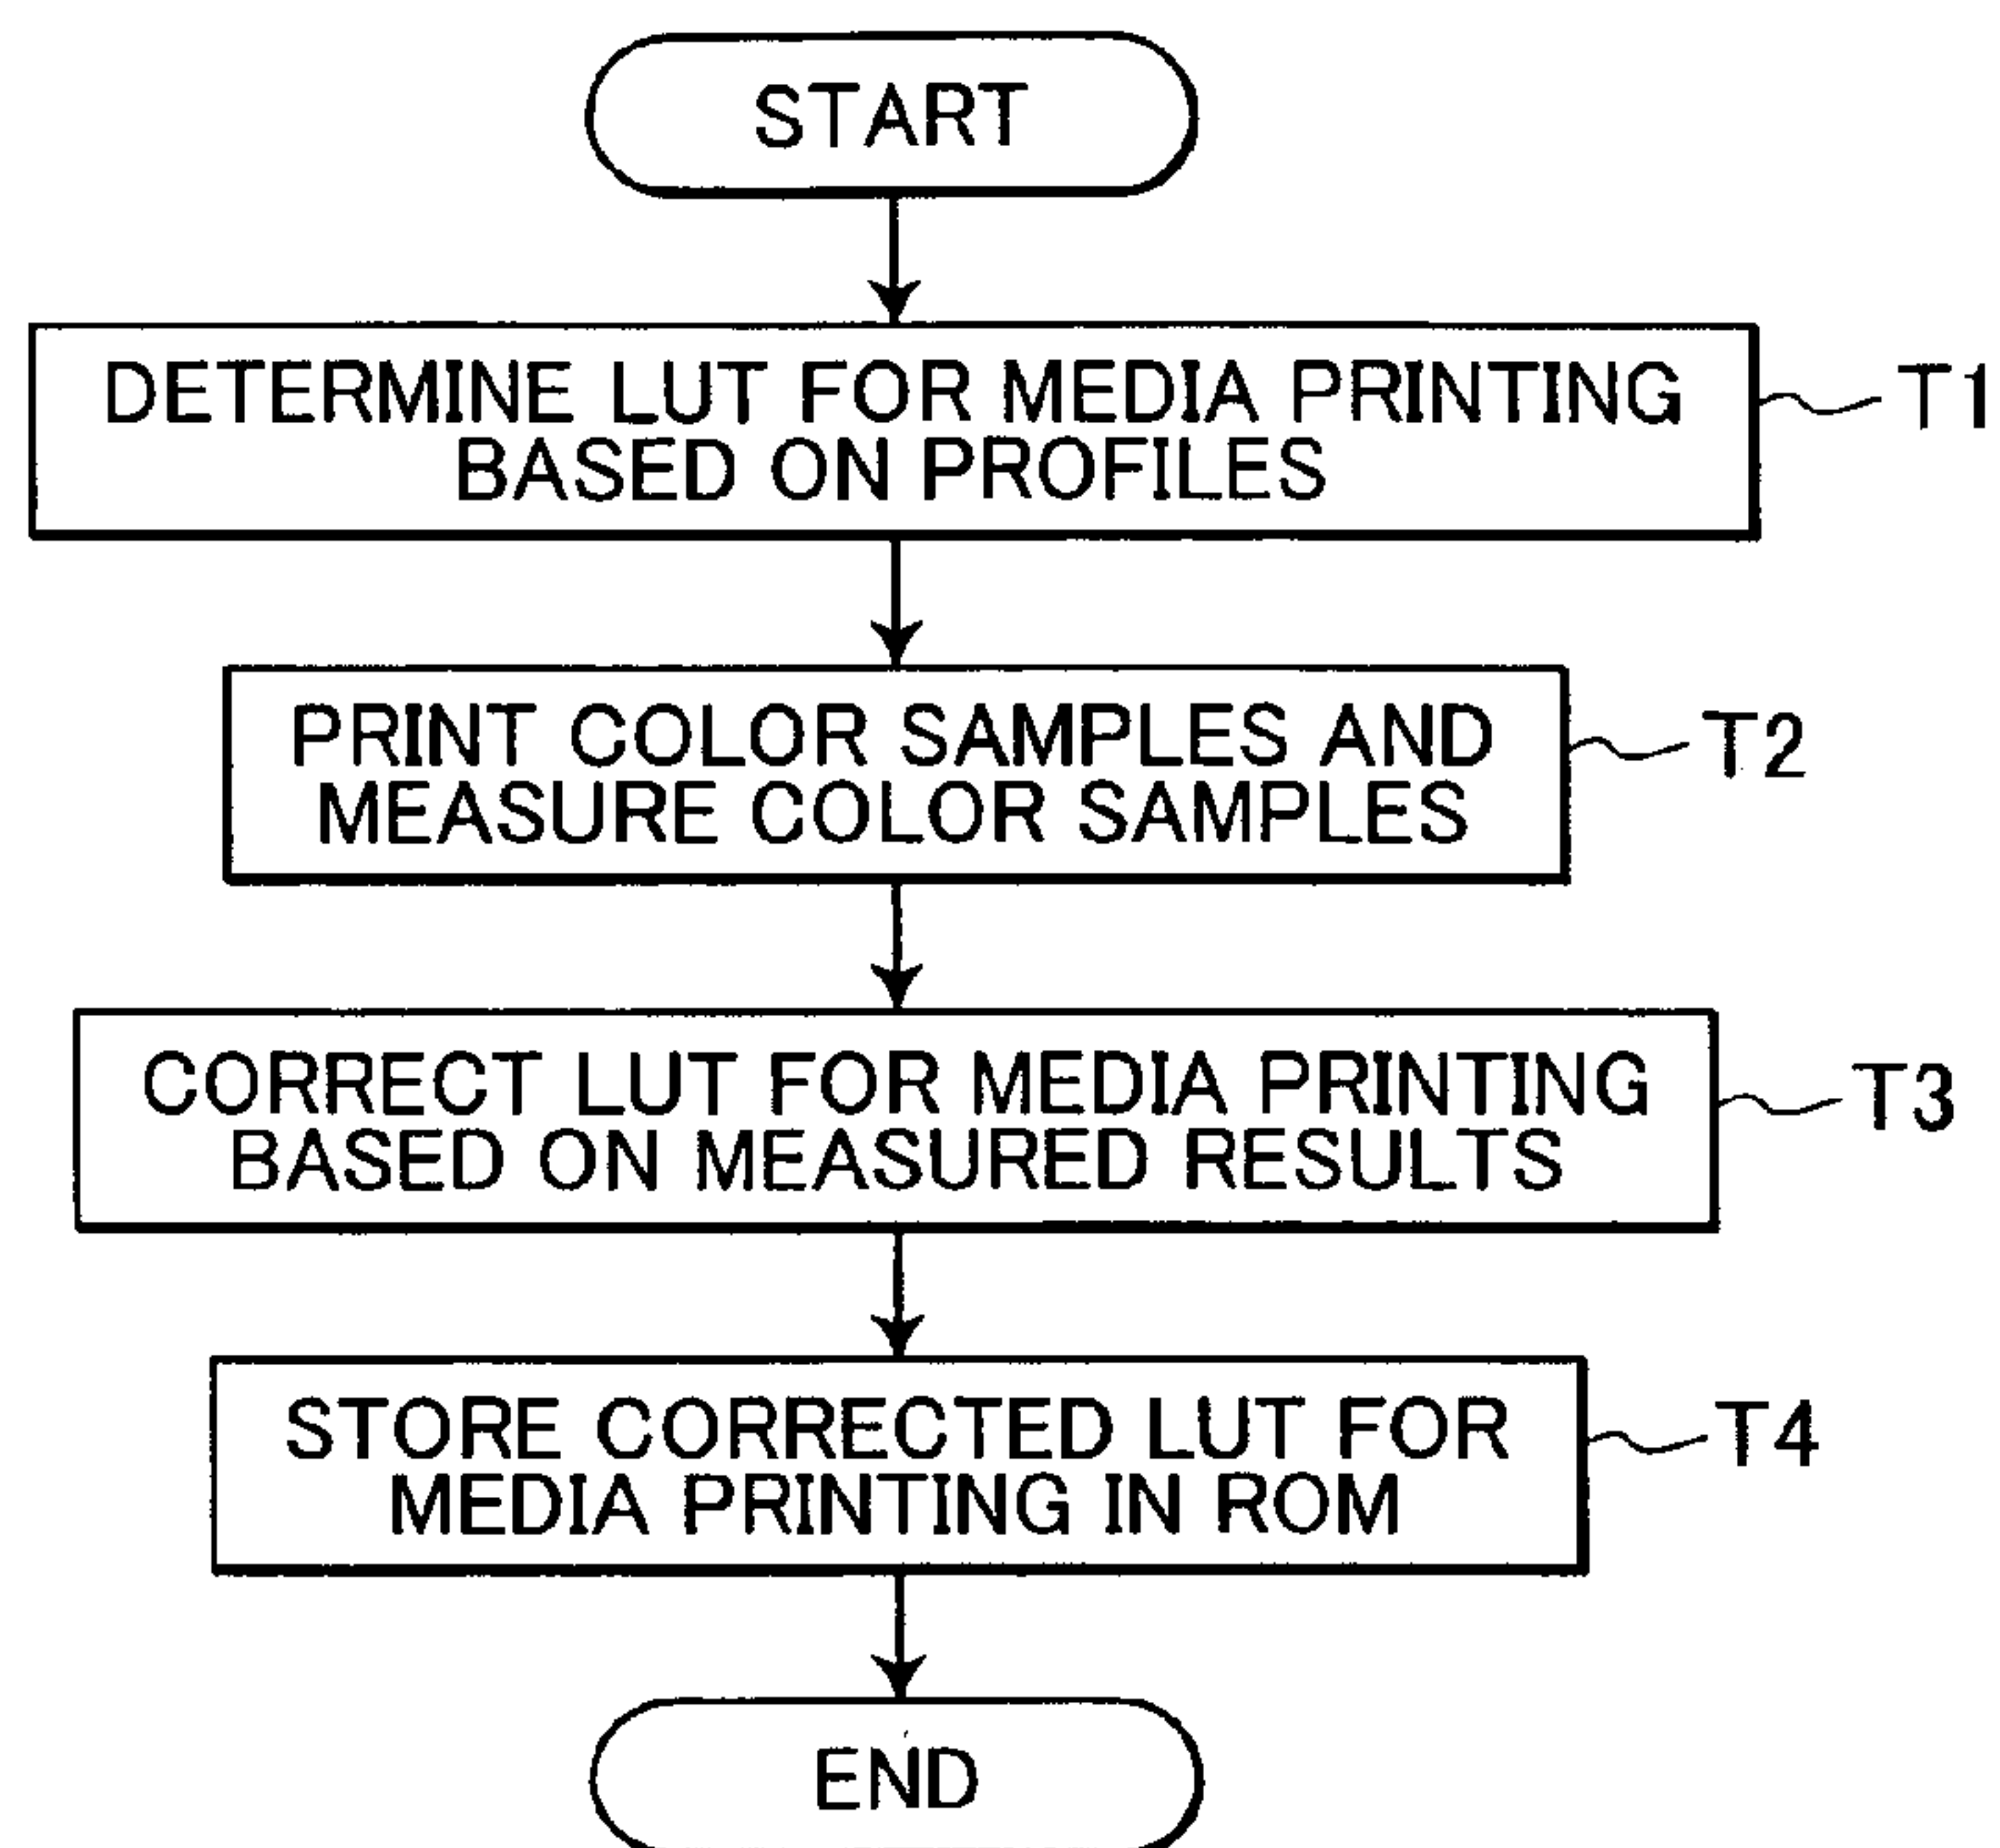 START
DETERMINE LUT FOR MEDIA PRINTING
BASED ON PROFILES
T1
PRINT COLOR SAMPLES AND
MEASURE COLOR SAMPLES
T2
CORRECT LUT FOR MEDIA PRINTING
BASED ON MEASURED RESULTS
T3
STORE CORRECTED LUT FOR
MEDIA PRINTING IN ROM
T4
END